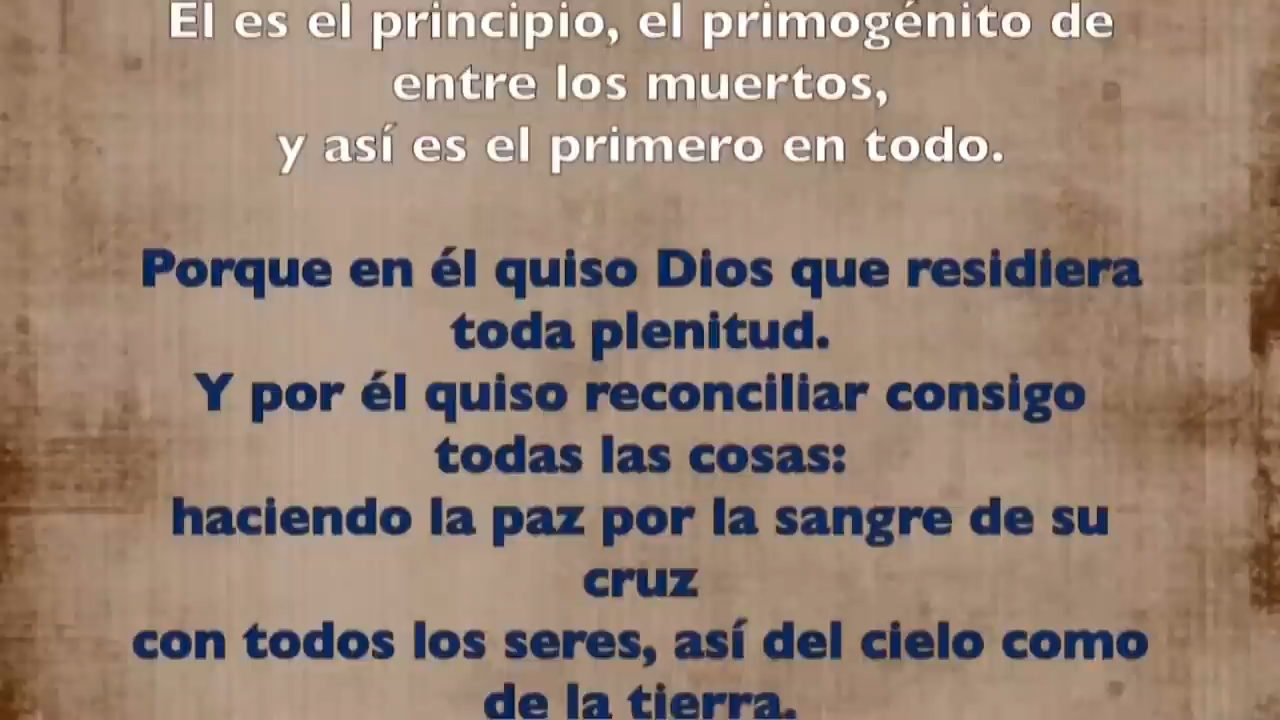 Él es el principio, el primogénito de
entre los muertos,
y así es el primero en todo.
Porque en él quiso Dios que residiera
toda plenitud.
Y por él quiso reconciliar consigo
todas las cosas:
haciendo la paz por la sangre de su
cruz
con todos los seres, así del cielo como
de la tierra.